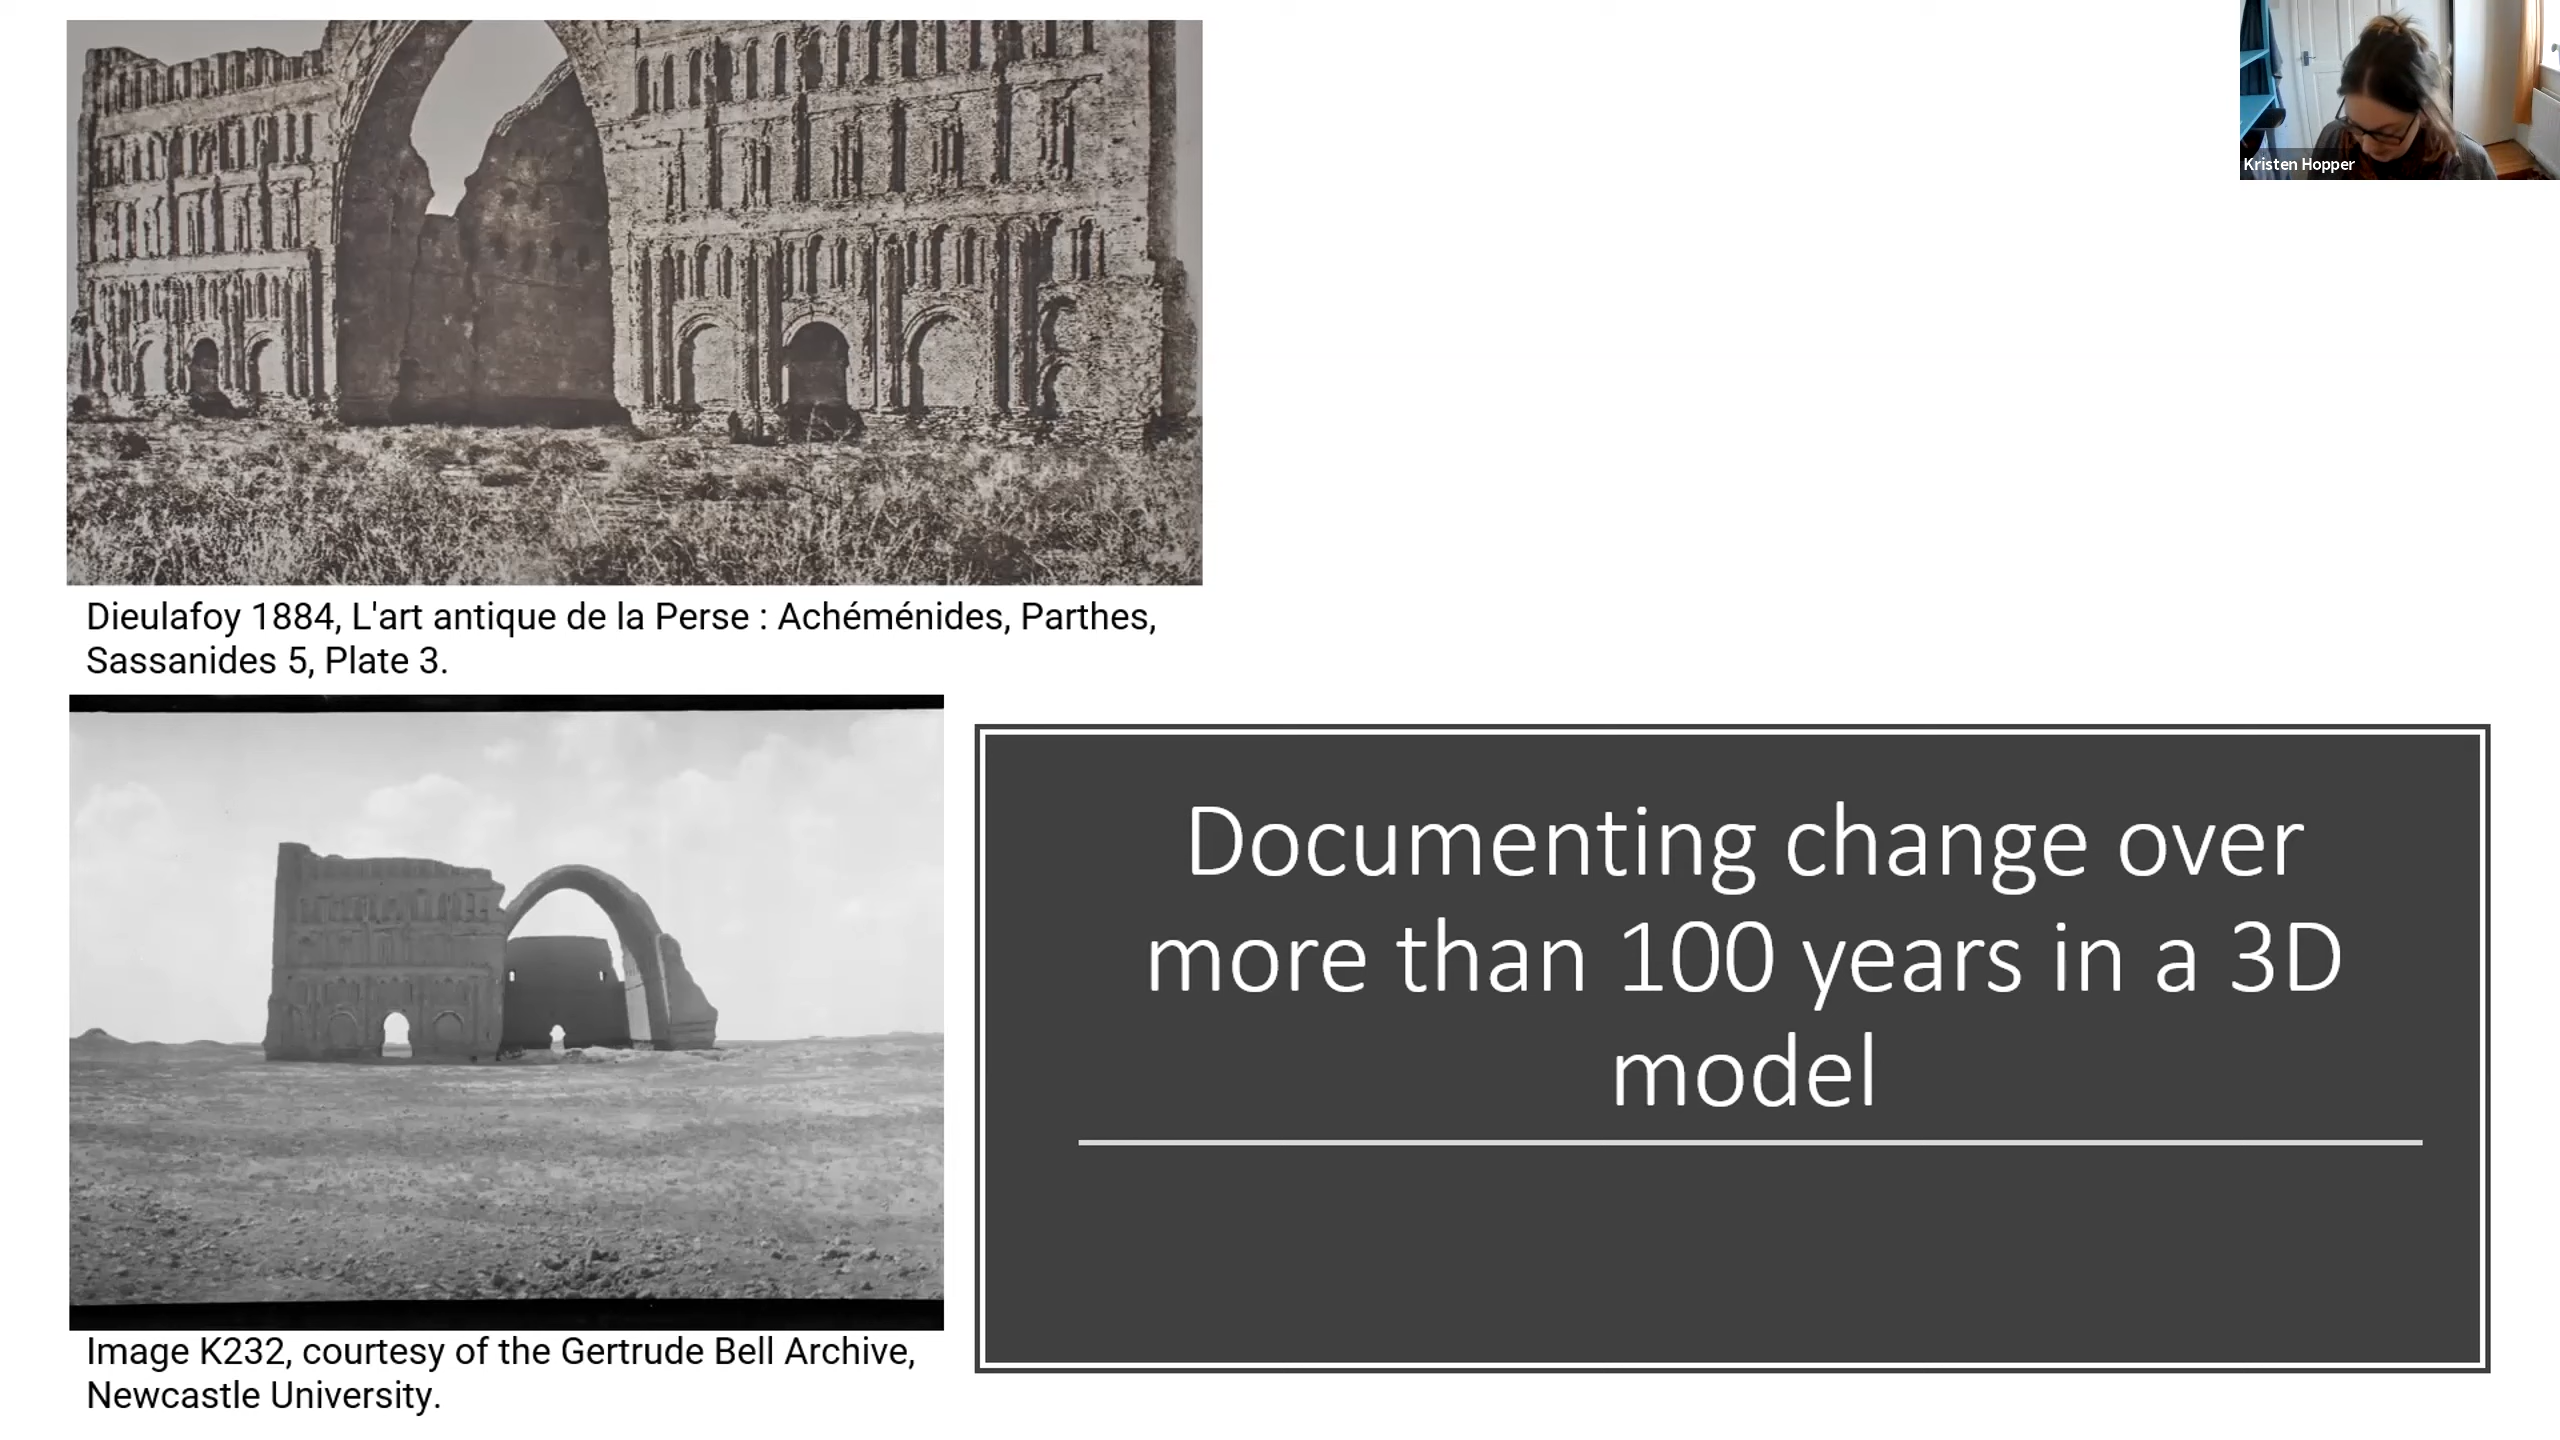 Kristen Hopper
Dieulafoy 1884, L'art antique de la Perse : Achéménides, Parthes,
Sassanides 5, Plate 3.
Documenting change over
more than 100 years in a 3D
model
Image K232, courtesy of the Gertrude Bell Archive,
Newcastle University.